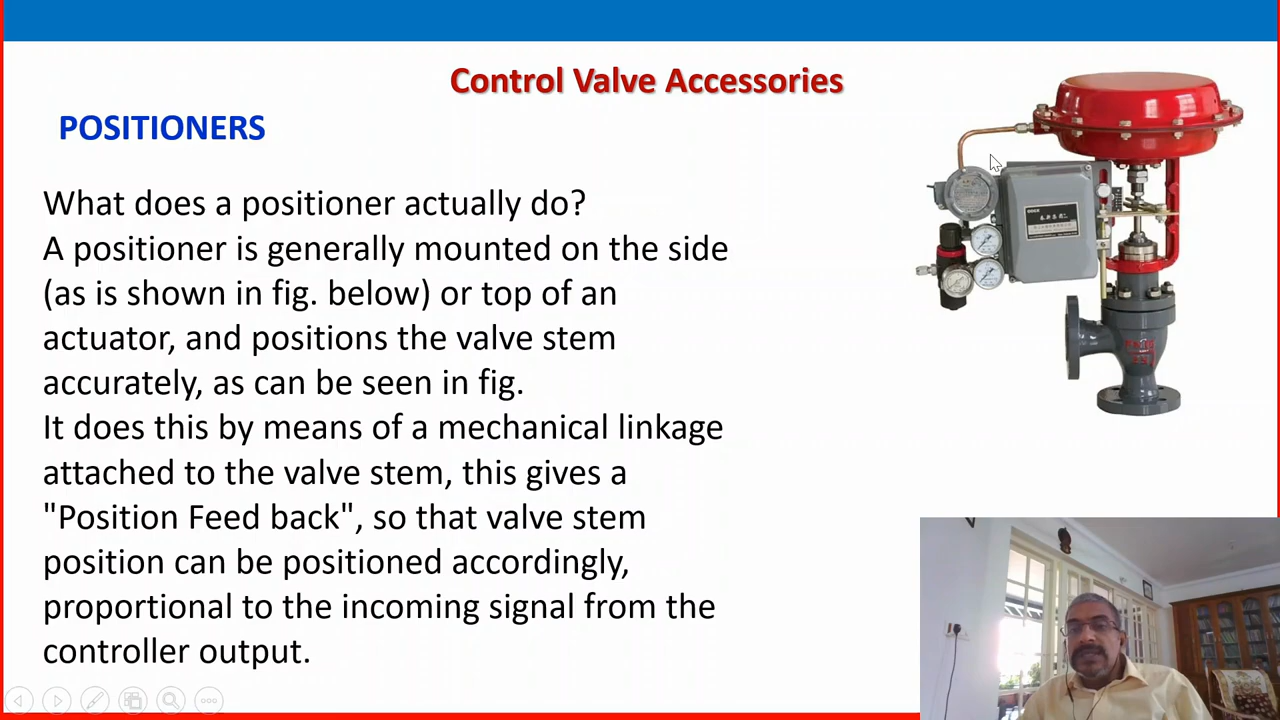 Control Valve Accessories
POSITIONERS
What does a positioner actually do?
A positioner is generally mounted on the side
(as is shown in fig. below) or top of an
actuator, and positions the valve stem
accurately, as can be seen in fig.
It does this by means of a mechanical linkage
attached to the valve stem, this gives a
"Position Feed back", so that valve stem
position can be positioned accordingly,
proportional to the incoming signal from the
controller output.